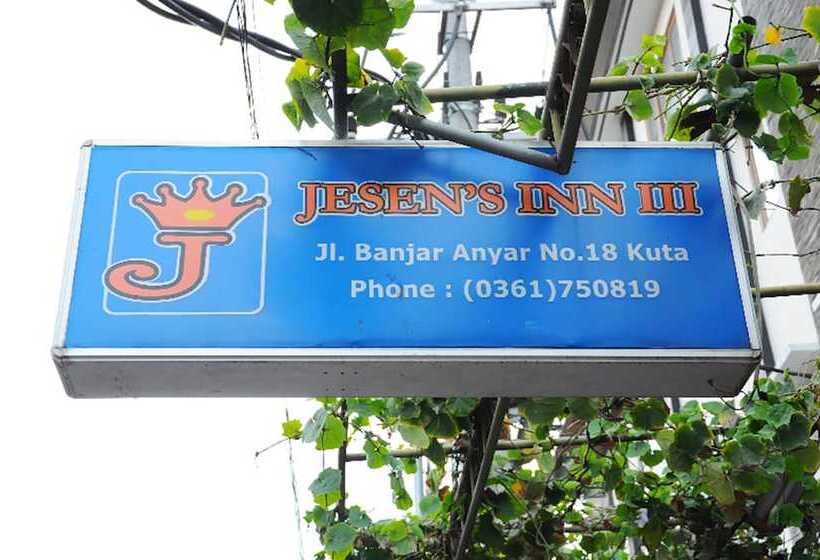 J
JESEN'S INN III
Jl. Banjar Anyar No.18 Kuta
Phone : (0361)750819